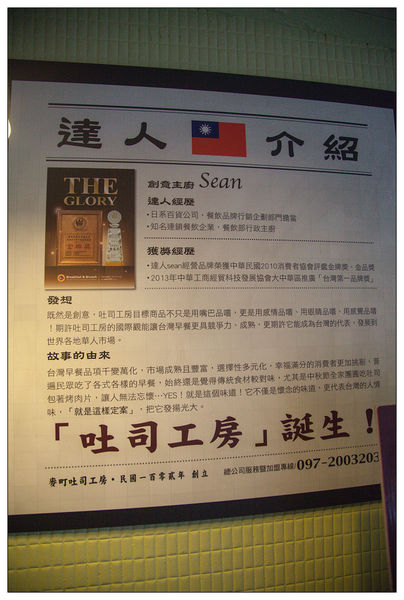 達人介紹
THE
GLORY
創意主廚 Sean
達人經歷
•日系百貨公司,餐飲品牌行銷企劃部門擔當
•知名連鎖餐飲企業,餐飲部行政主廚
獲獎經歷
•達人sean經營品牌榮獲中華民國2010消費者協會評鑑金牌獎、金品獎
•2013年中華工商經貿科技發展協會大中華區推廣「台灣第一品牌獎」
發想
既然是創意,吐司工房目標商品不只是用嘴巴品嚐,更是用感情品嚐、用眼睛品嚐、用感覺品嚐
!期許吐司工房的國際觀能讓台灣早餐更具競爭力、成熟,更期許它能成為台灣的代表,發展到
世界各地華人市場。
故事的由來
台灣早餐品項千變萬化,市場成熟且豐富,選擇性多元化,幸福滿分的消費者更加挑剔,普
遍民眾吃了各式各樣的早餐,始終還是覺得傳統食材較對味,尤其是中秋節全家團圓吃吐司
包著烤肉片,讓人無法忘懷…YES!就是這個味道!它不僅是懷念的味道,更代表台灣的人情
味,「就是這樣定案」,把它發揚光大。
「吐司工房」誕生!
麥町吐司工房•民國一百零貳年 創立
總公司服務暨加盟專線/097-2003203